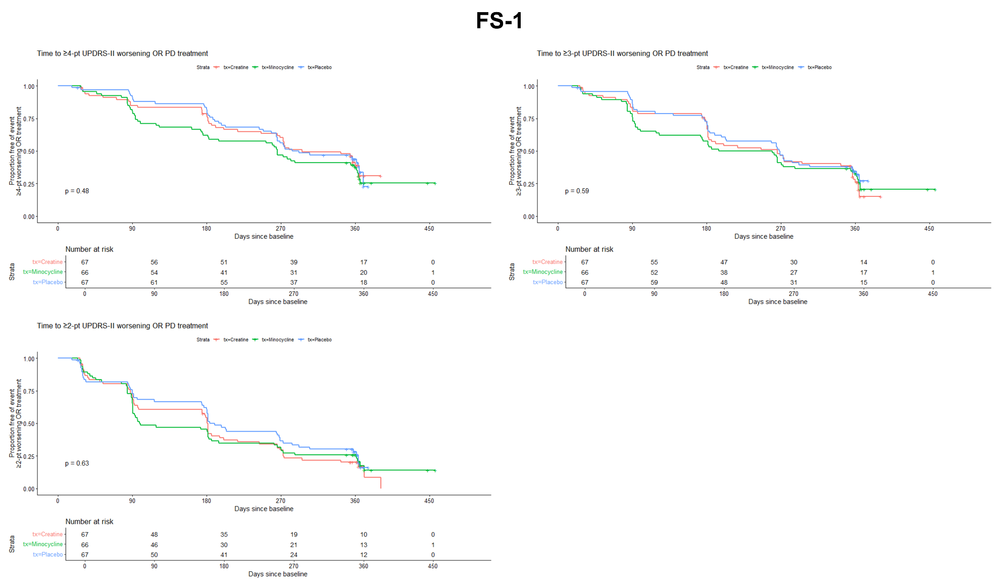 FS-1
Time to ≥4-pt UPDRS-II worsening OR PD treatment
Strata tx=Creatine tx=Minocycline tx=Placebo
Proportion free of event
≥4-pt worsening OR treatment
1.00
0.75
0.50
0.25
0.00
p = 0.48
0 90 180 270 360 450
Days since baseline
Number at risk
Strata
tx=Creatine 67 56 51 39 17 0
tx=Minocycline 66 54 41 31 20 1
tx=Placebo 67 61 55 37 18 0
0 90 180 270 360 450
Days since baseline
Time to ≥3-pt UPDRS-II worsening OR PD treatment
Strata tx=Creatine tx=Minocycline tx=Placebo
Proportion free of event
≥3-pt worsening OR treatment
1.00
0.75
0.50
0.25
0.00
p = 0.59
0 90 180 270 360 450
Days since baseline
Number at risk
Strata
tx=Creatine 67 55 47 30 14 0
tx=Minocycline 66 52 38 27 17 1
tx=Placebo 67 59 48 31 15 0
0 90 180 270 360 450
Days since baseline
Time to ≥2-pt UPDRS-II worsening OR PD treatment
Strata tx=Creatine tx=Minocycline tx=Placebo
Proportion free of event
≥2-pt worsening OR treatment
1.00
0.75
0.50
0.25
0.00
p = 0.63
0 90 180 270 360 450
Days since baseline
Number at risk
Strata
tx=Creatine 67 48 35 19 10 0
tx=Minocycline 66 46 30 21 13 1
tx=Placebo 67 50 41 24 12 0
0 90 180 270 360 450
Days since baseline